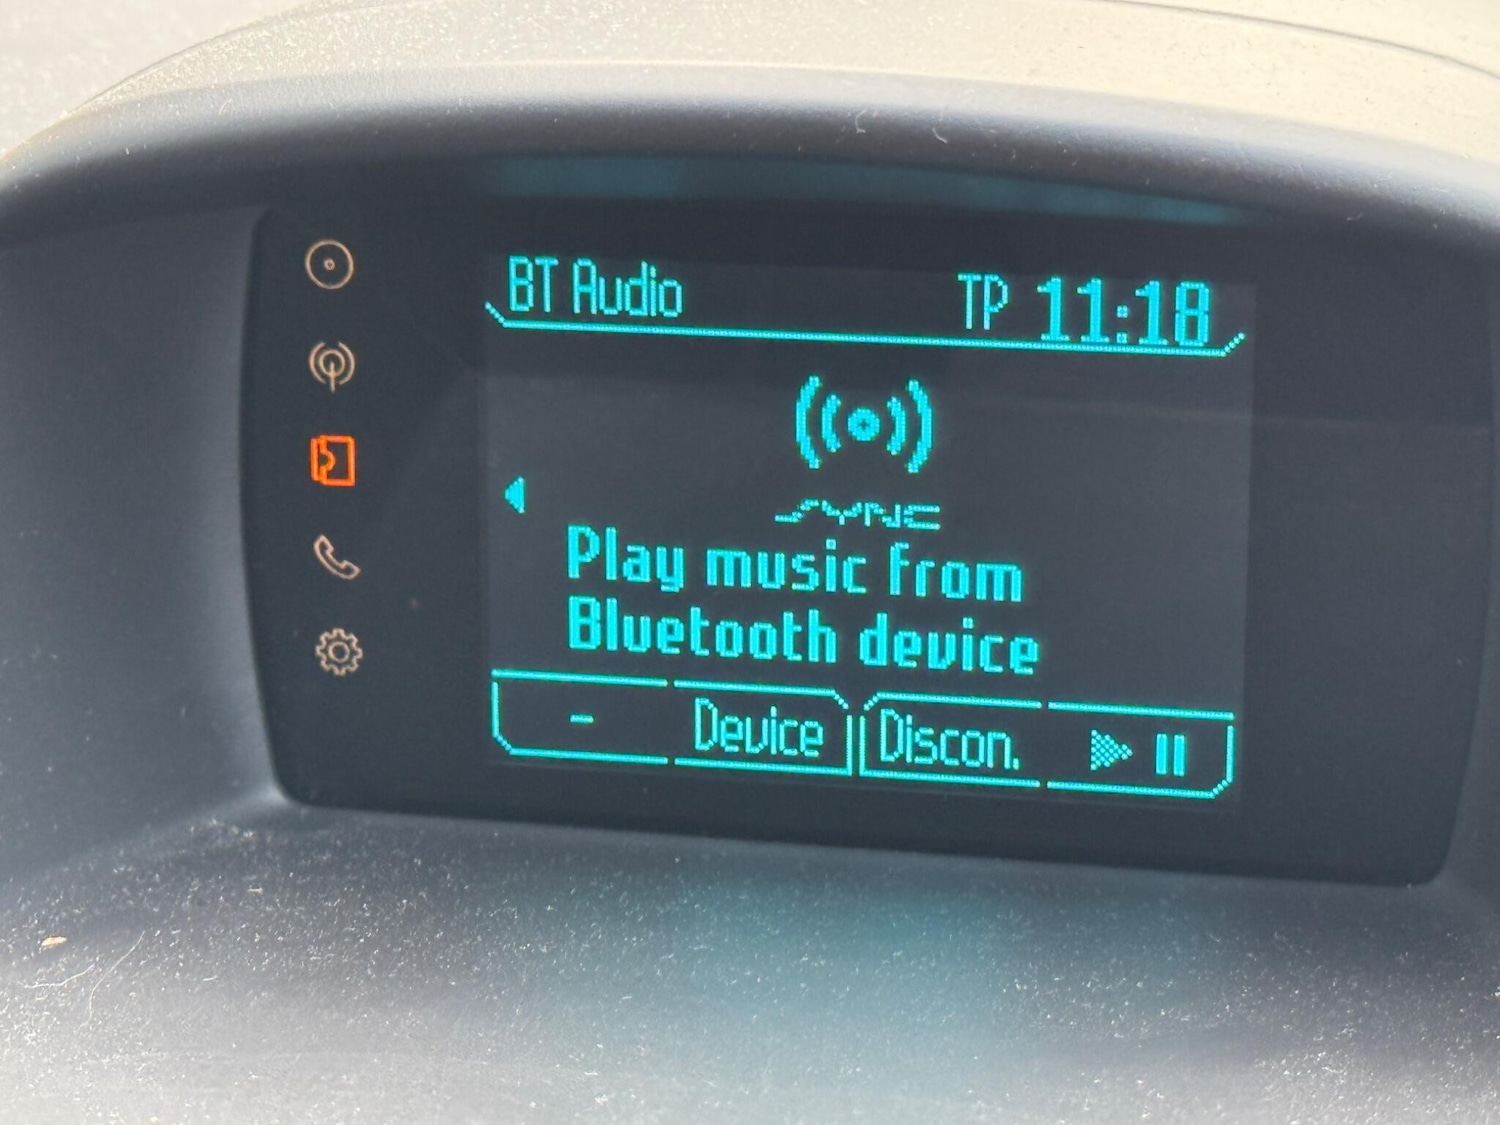 BT Audio TP 11:18
SYNC
Play music from
Bluetooth device
- Device Discon.